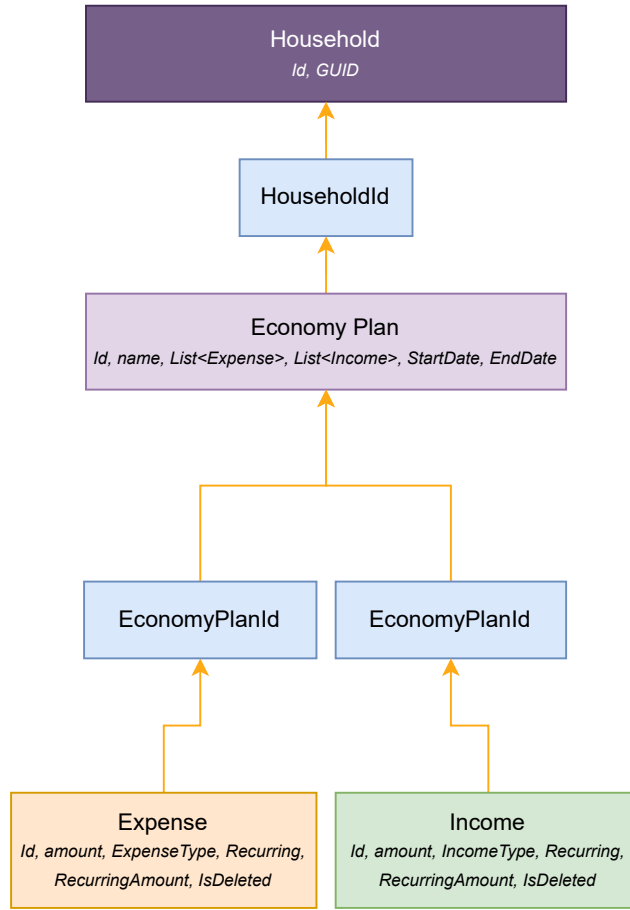 Household
Id, GUID
HouseholdId
Economy Plan
Id, name, List<Expense>, List<Income>, StartDate, EndDate
EconomyPlanId
EconomyPlanId
Expense
Id, amount, ExpenseType, Recurring,
RecurringAmount, IsDeleted
Income
Id, amount, IncomeType, Recurring,
RecurringAmount, IsDeleted